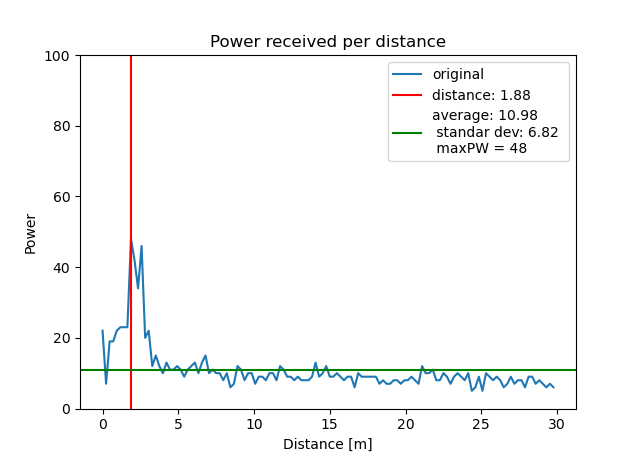 Power received per distance
100
80
60
40
20
0
Power
original
distance: 1.88
average: 10.98
standar dev: 6.82
maxPW = 48
0 5 10 15 20 25 30
Distance [m]